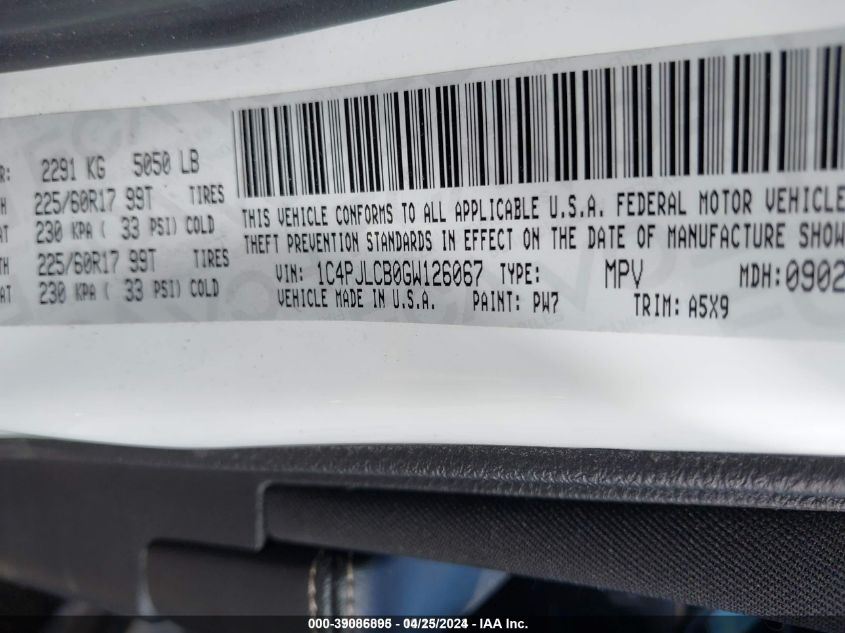 R: 2291 KG 5050 LB
H 225/60R17 99T TIRES
AT 230 KPA ( 33 PSI) COLD
TH 225/60R17 99T TIRES
AT 230 KPA ( 33 PSI) COLD
THIS VEHICLE CONFORMS TO ALL APPLICABLE U.S.A. FEDERAL MOTOR VEHICLE
THEFT PREVENTION STANDARDS IN EFFECT ON THE DATE OF MANUFACTURE SHOW
VIN: 1C4PJLCB0GW126067 TYPE: MPV MDH: 0902
VEHICLE MADE IN U.S.A. PAINT: PW7 TRIM: A5X9
000-39086895 - 04/25/2024 - IAA Inc.